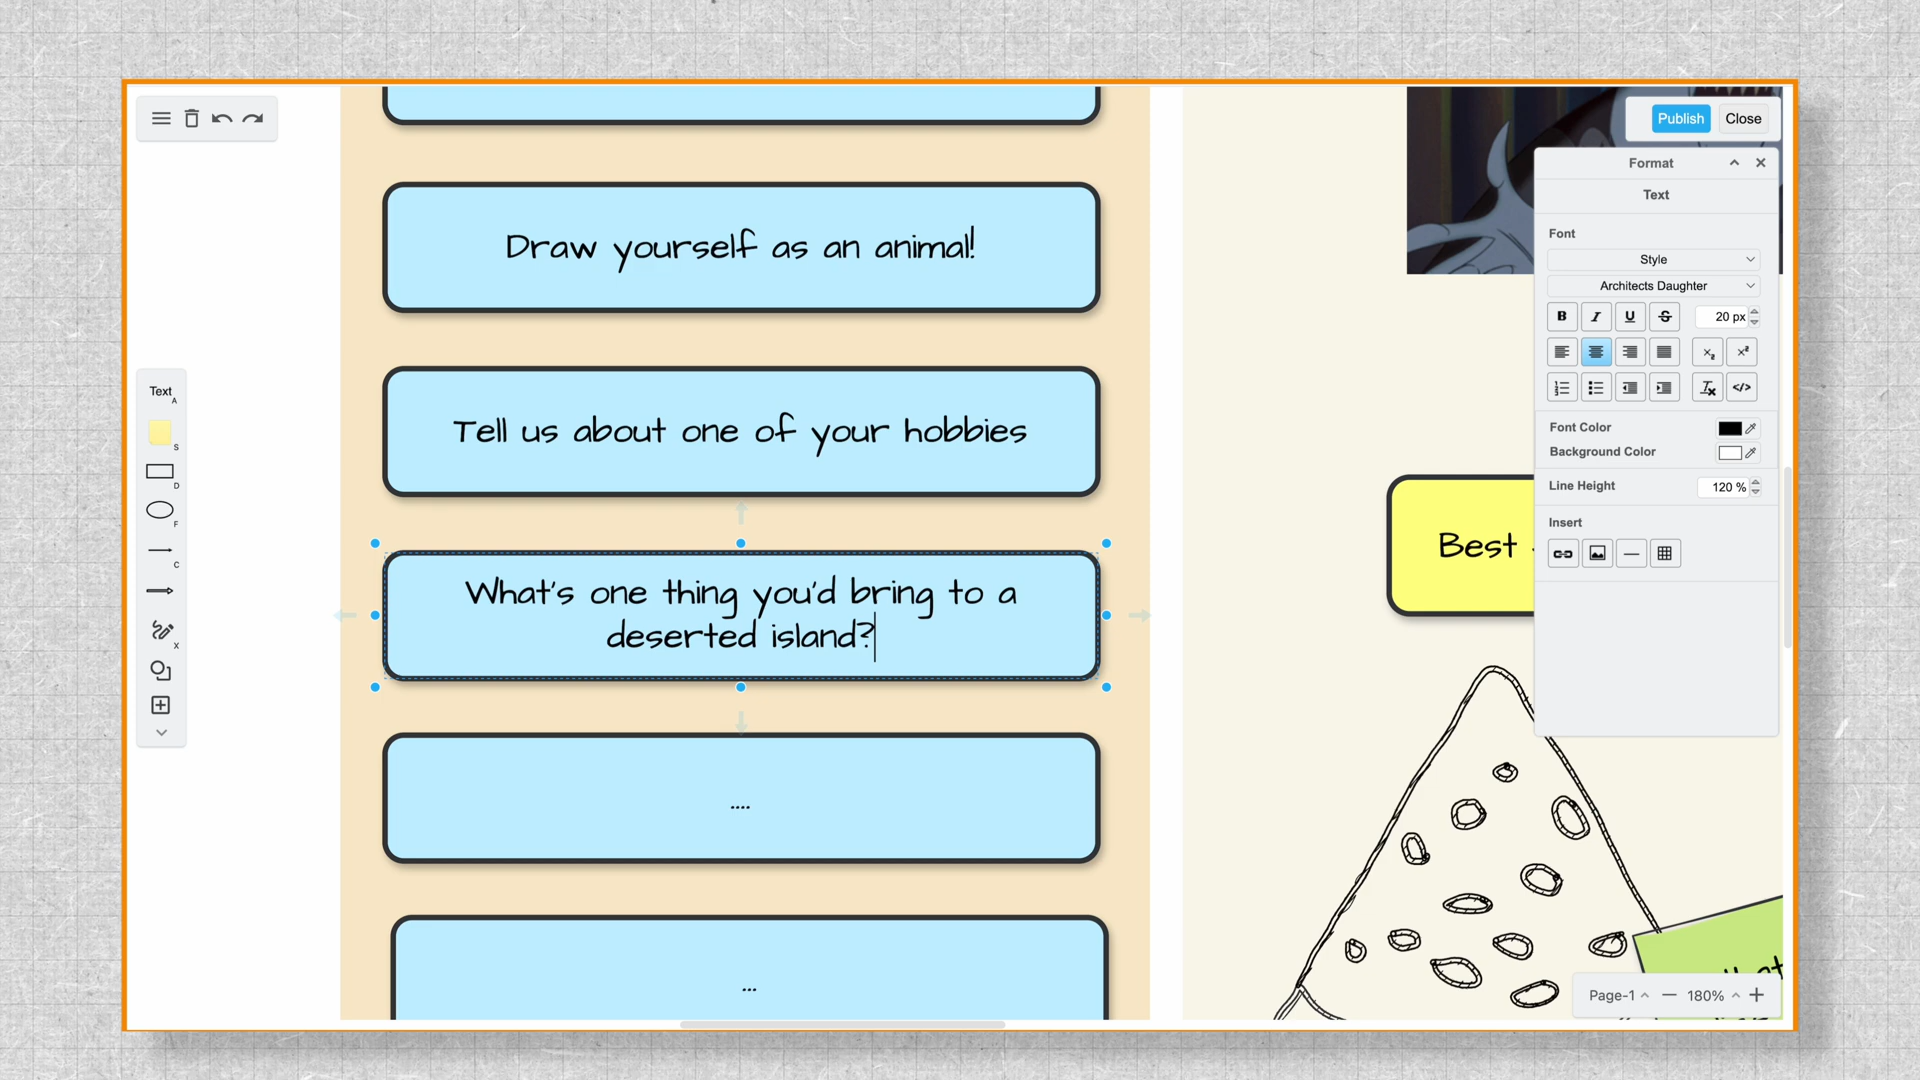 Publish
Close
Format
Text
Font
Style
Architects Daughter
B I U S
20 px
Font Color
Background Color
Line Height
120 %
Insert
Text
A
S
D
F
C
X
Draw yourself as an animal!
Tell us about one of your hobbies
What's one thing you'd bring to a
deserted island?
....
...
Best
Page-1
180%